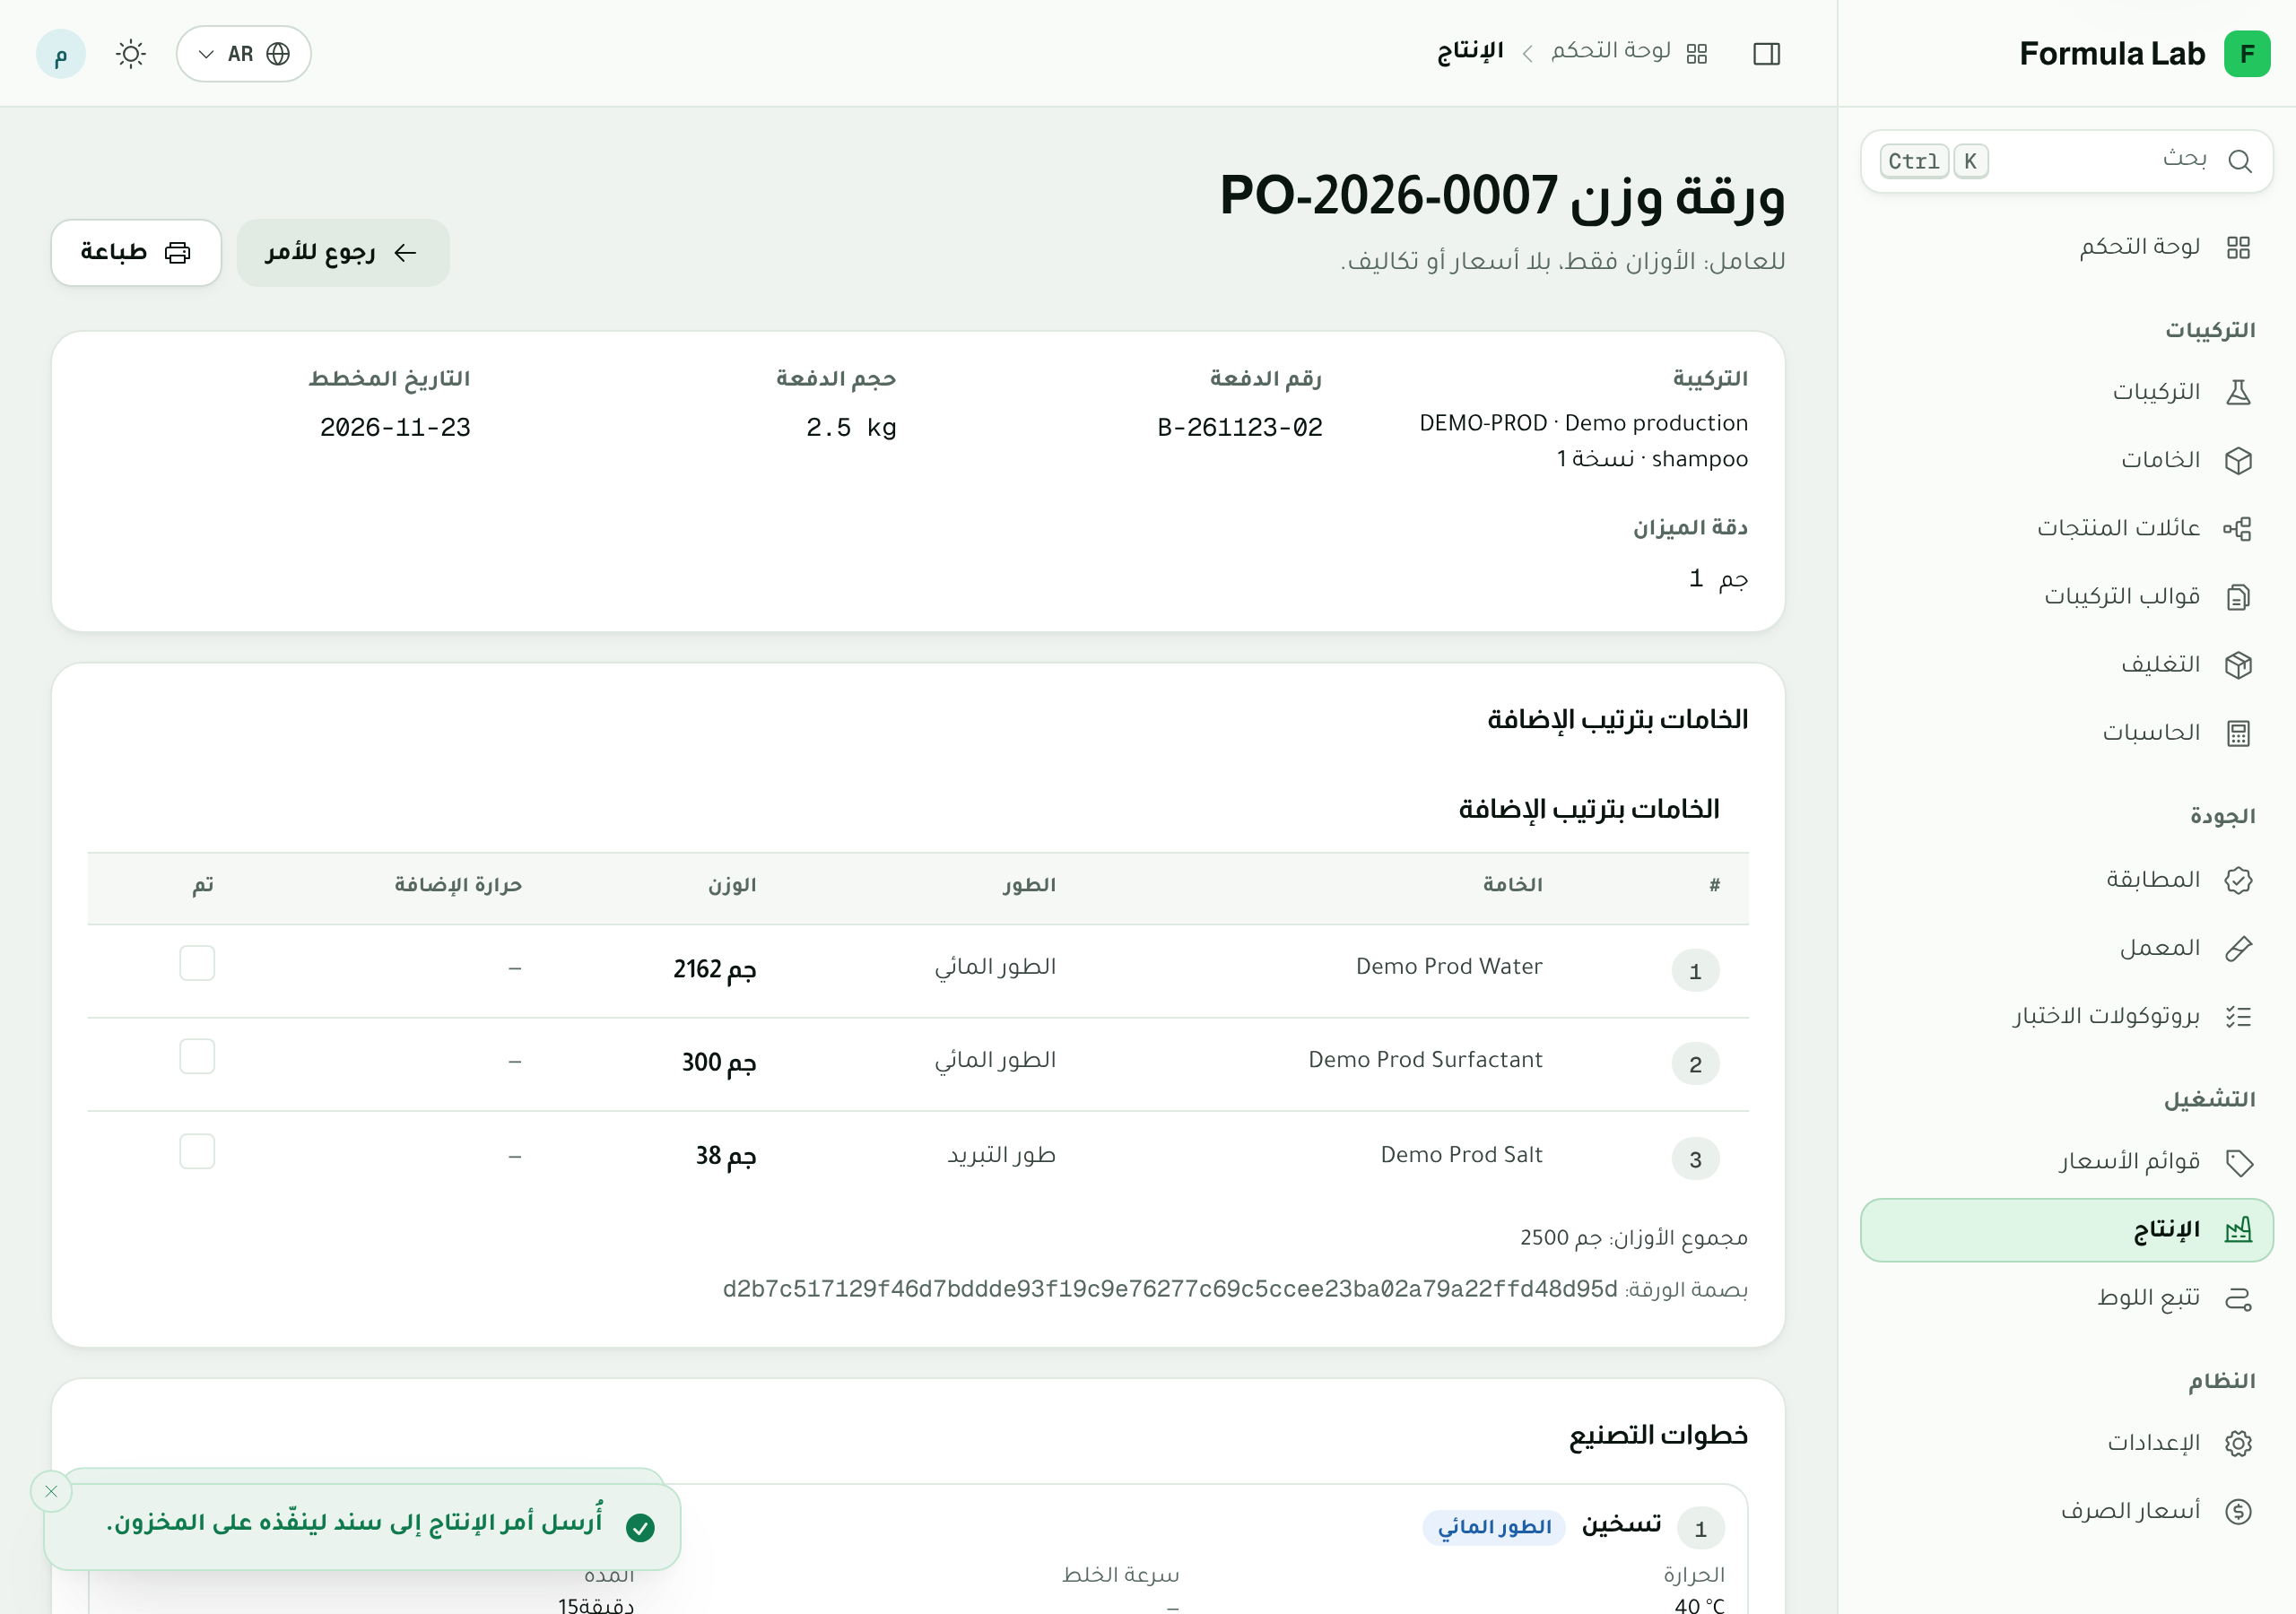 F Formula Lab
بحث Ctrl K
لوحة التحكم
التركيبات
التركيبات
الخامات
عائلات المنتجات
قوالب التركيبات
التغليف
الحاسبات
الجودة
المطابقة
المعمل
بروتوكولات الاختبار
التشغيل
قوائم الأسعار
الإنتاج
تتبع اللوط
النظام
الإعدادات
أسعار الصرف
لوحة التحكم الإنتاج
AR
م
ورقة وزن PO-2026-0007
للعامل: الأوزان فقط، بلا أسعار أو تكاليف.
رجوع للأمر
طباعة
التركيبة رقم الدفعة حجم الدفعة التاريخ المخطط
DEMO-PROD · Demo production B-261123-02 2.5 kg 2026-11-23
shampoo · نسخة 1
دقة الميزان
جم 1
الخامات بترتيب الإضافة
الخامات بترتيب الإضافة
# الخامة الطور الوزن حرارة الإضافة تم
1 Demo Prod Water الطور المائي جم 2162 –
2 Demo Prod Surfactant الطور المائي جم 300 –
3 Demo Prod Salt طور التبريد جم 38 –
مجموع الأوزان: جم 2500
بصمة الورقة: d2b7c517129f46d7bddde93f19c9e76277c69c5ccee23ba02a79a22ffd48d95d
خطوات التصنيع
1 تسخين الطور المائي
الحرارة سرعة الخلط المدة
40 °C – دقيقة15
أُرسل أمر الإنتاج إلى سند لينفّذه على المخزون.